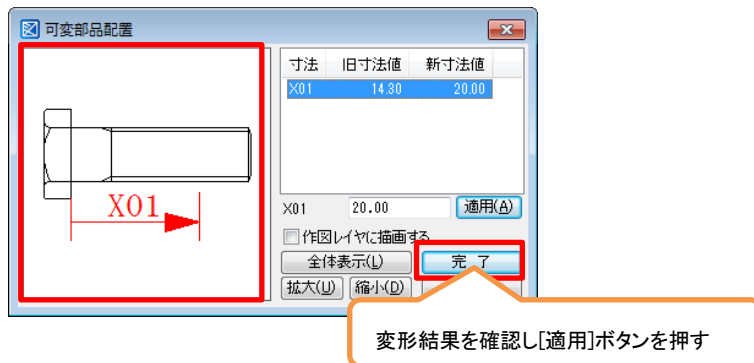 可変部品配置
寸法 旧寸法値 新寸法値
X01 14.30 20.00
X01
X01 20.00 適用(A)
作図レイヤに描画する
全体表示(L) 完 了
拡大(U) 縮小(D)
変形結果を確認し[適用]ボタンを押す